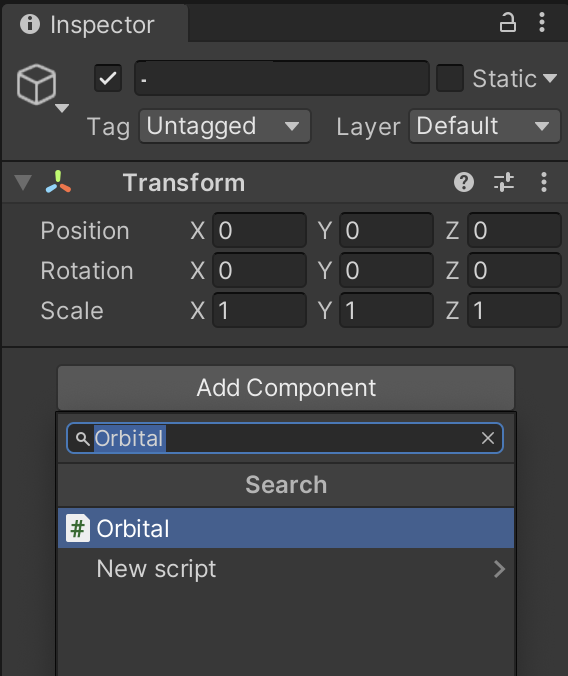 Inspector
- Static
Tag Untagged Layer Default
Transform
Position X 0 Y 0 Z 0
Rotation X 0 Y 0 Z 0
Scale X 1 Y 1 Z 1
Add Component
Orbital
Search
# Orbital
New script